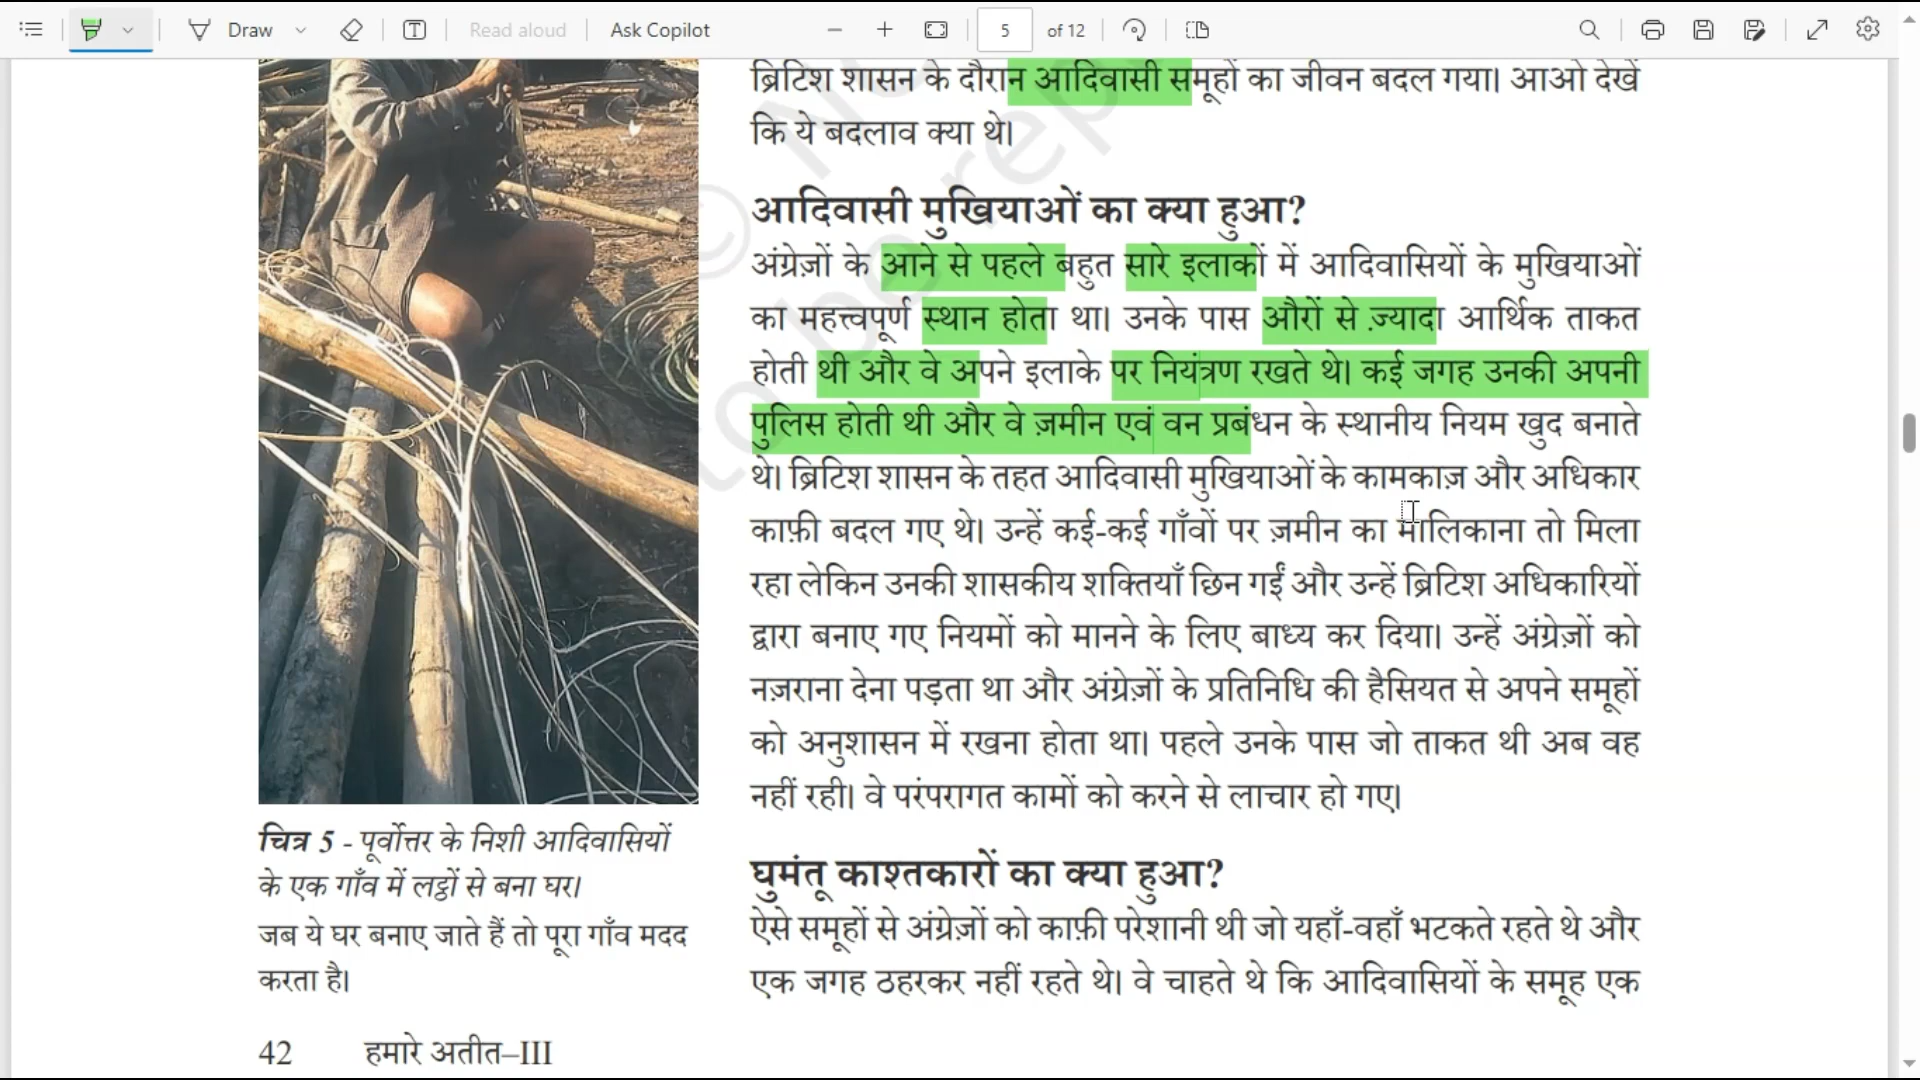 Draw
Read aloud
Ask Copilot
5 of 12
ब्रिटिश शासन के दौरान आदिवासी समूहों का जीवन बदल गया। आओ देखें
कि ये बदलाव क्या थे।
आदिवासी मुखियाओं का क्या हुआ?
अंग्रेज़ों के आने से पहले बहुत सारे इलाकों में आदिवासियों के मुखियाओं
का महत्त्वपूर्ण स्थान होता था। उनके पास औरों से ज़्यादा आर्थिक ताकत
होती थी और वे अपने इलाके पर नियंत्रण रखते थे। कई जगह उनकी अपनी
पुलिस होती थी और वे ज़मीन एवं वन प्रबंधन के स्थानीय नियम खुद बनाते
थे। ब्रिटिश शासन के तहत आदिवासी मुखियाओं के कामकाज़ और अधिकार
काफ़ी बदल गए थे। उन्हें कई-कई गाँवों पर ज़मीन का मालिकाना तो मिला
रहा लेकिन उनकी शासकीय शक्तियाँ छिन गईं और उन्हें ब्रिटिश अधिकारियों
द्वारा बनाए गए नियमों को मानने के लिए बाध्य कर दिया। उन्हें अंग्रेज़ों को
नज़राना देना पड़ता था और अंग्रेज़ों के प्रतिनिधि की हैसियत से अपने समूहों
को अनुशासन में रखना होता था। पहले उनके पास जो ताकत थी अब वह
नहीं रही। वे परंपरागत कामों को करने से लाचार हो गए।
घुमंतू काश्तकारों का क्या हुआ?
ऐसे समूहों से अंग्रेज़ों को काफ़ी परेशानी थी जो यहाँ-वहाँ भटकते रहते थे और
एक जगह ठहरकर नहीं रहते थे। वे चाहते थे कि आदिवासियों के समूह एक
चित्र 5 - पूर्वोत्तर के निशी आदिवासियों
के एक गाँव में लट्ठों से बना घर।
जब ये घर बनाए जाते हैं तो पूरा गाँव मदद
करता है।
42 हमारे अतीत–III
© NC
to be rep